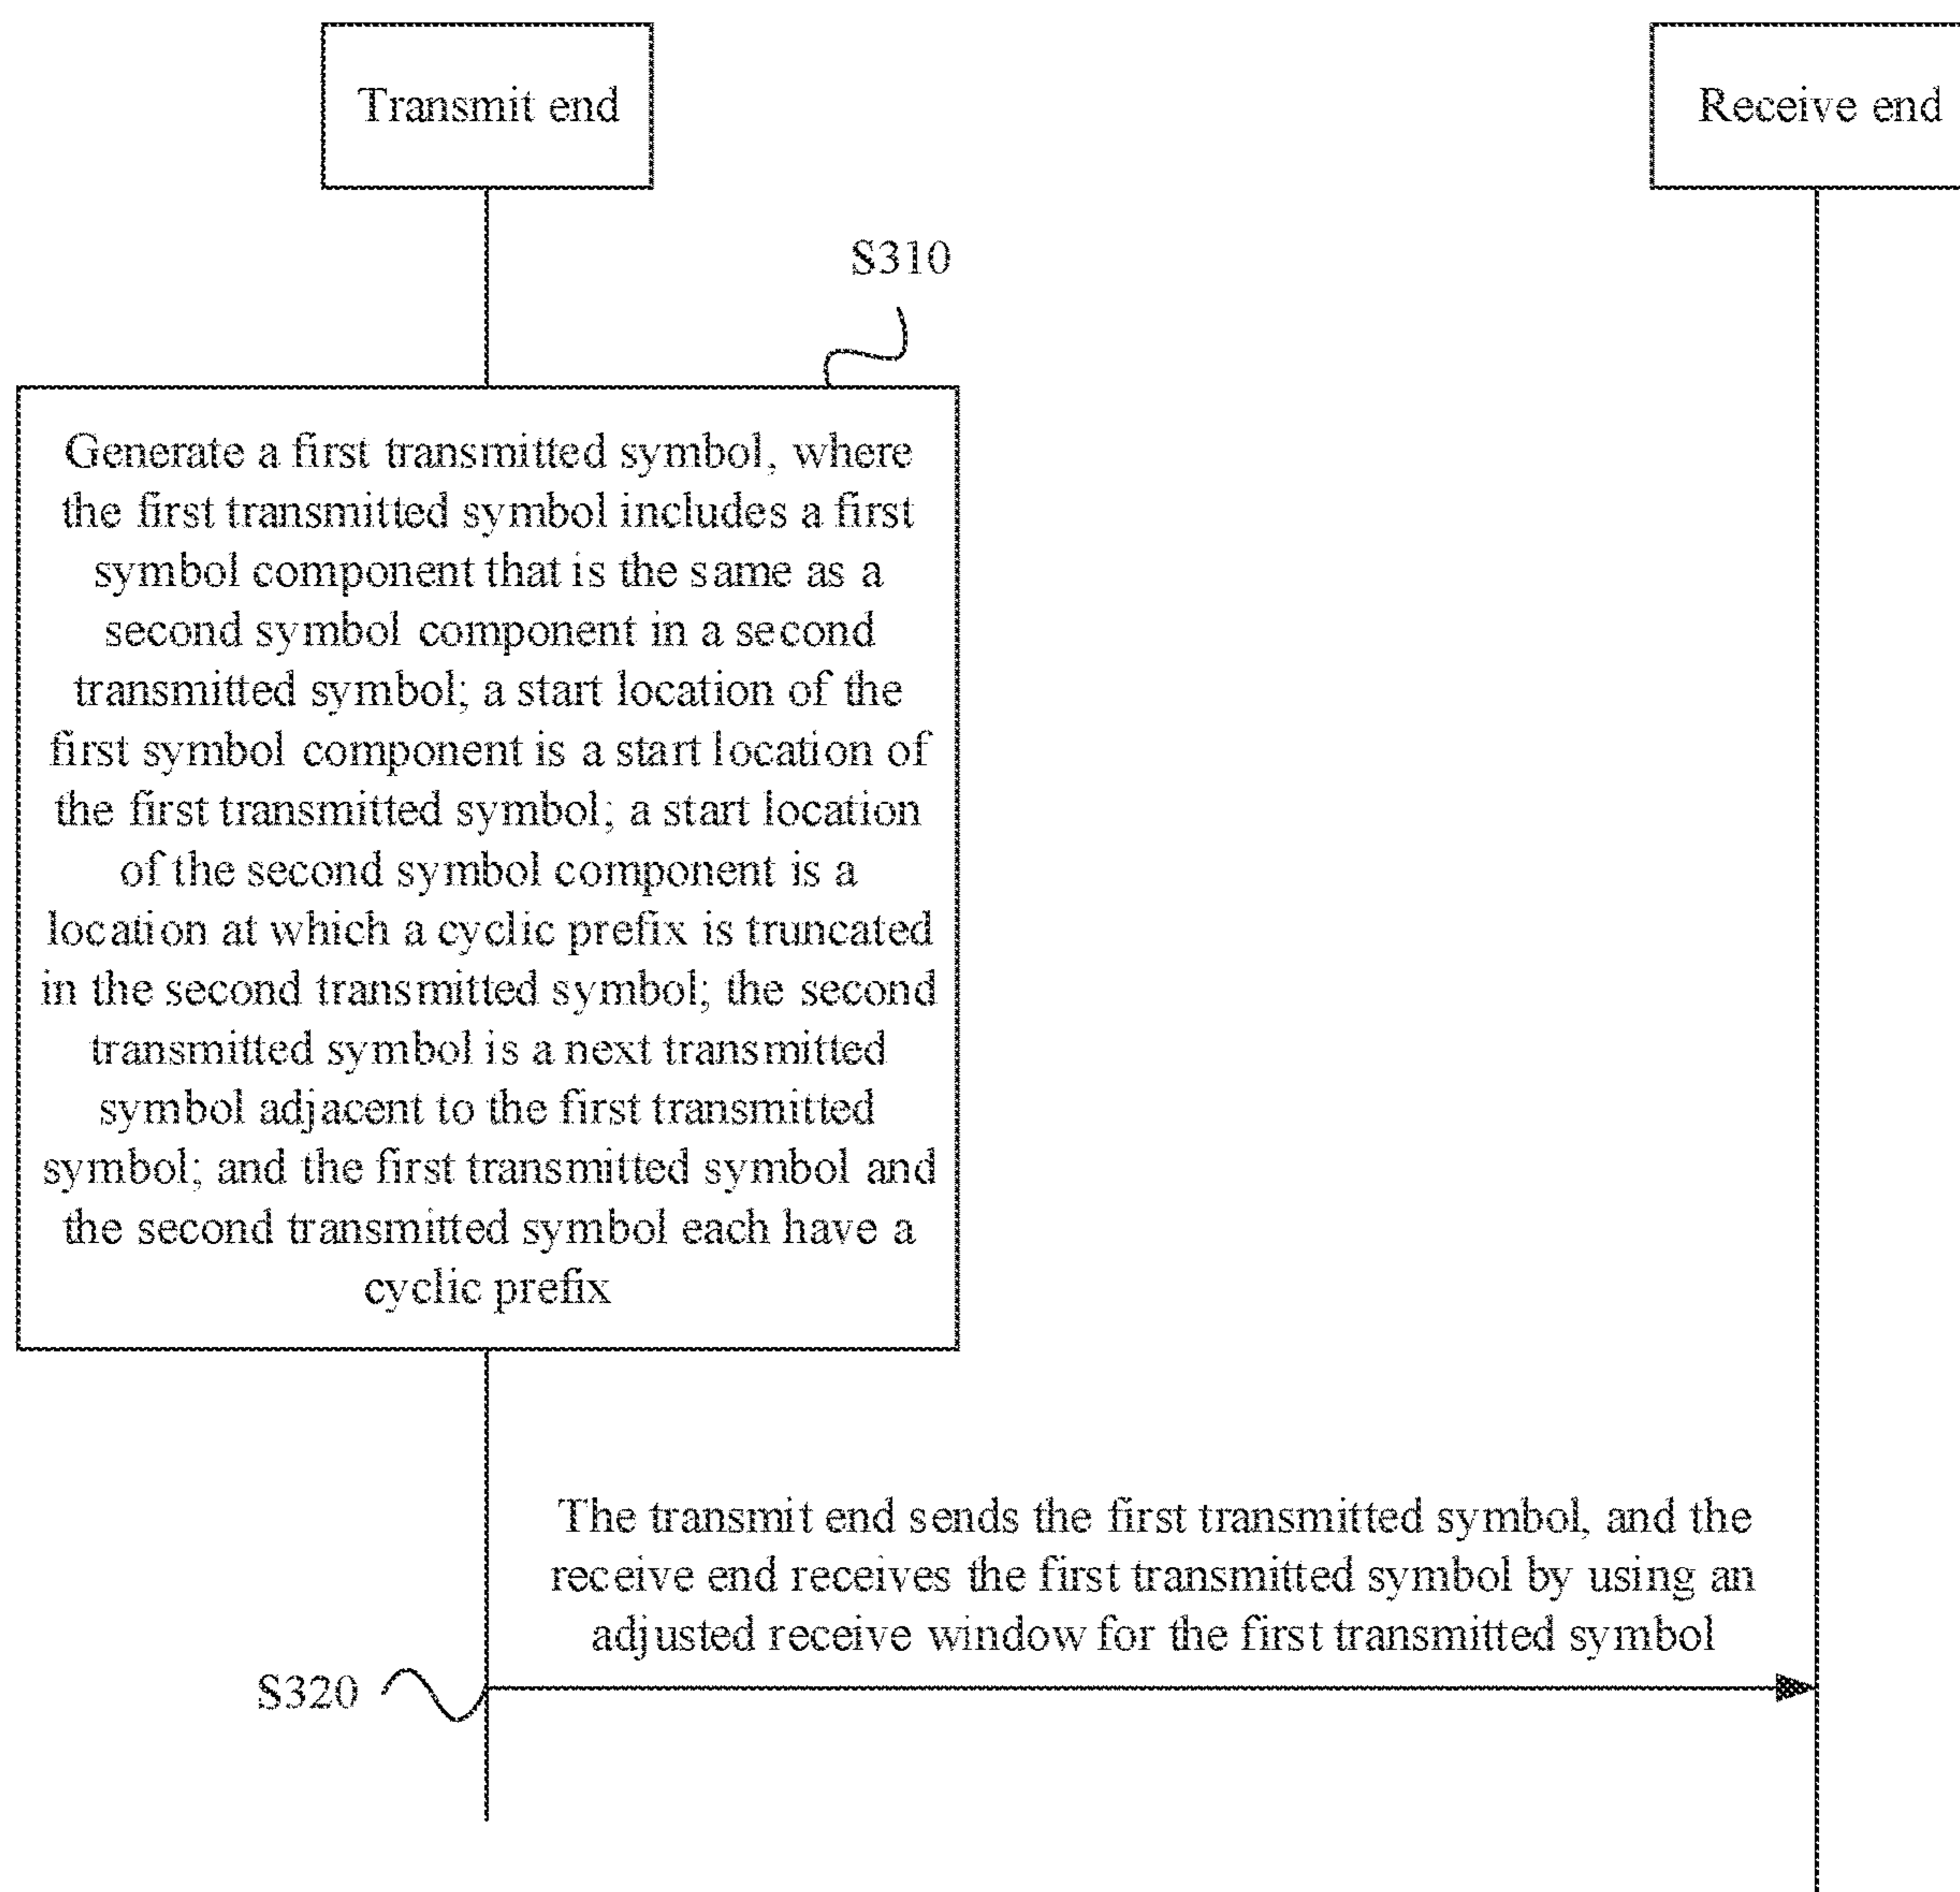 Transmit end
Receive end
S310
Generate a first transmitted symbol, where
the first transmitted symbol includes a first
symbol component that is the same as a
second symbol component in a second
transmitted symbol; a start location of the
first symbol component is a start location of
the first transmitted symbol; a start location
of the second symbol component is a
location at which a cyclic prefix is truncated
in the second transmitted symbol; the second
transmitted symbol is a next transmitted
symbol adjacent to the first transmitted
symbol; and the first transmitted symbol and
the second transmitted symbol each have a
cyclic prefix
The transmit end sends the first transmitted symbol, and the
receive end receives the first transmitted symbol by using an
adjusted receive window for the first transmitted symbol
S320